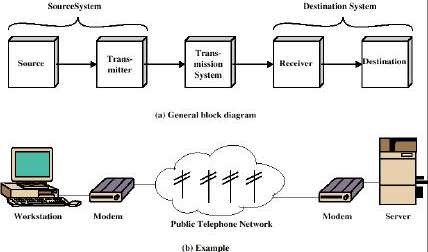 SourceSystem
Destination System
Source
Trans-
mitter
Trans-
mission
System
Receiver
Destination
(a) General block diagram
Workstation
Modem
Public Telephone Network
Modem
Server
(b) Example